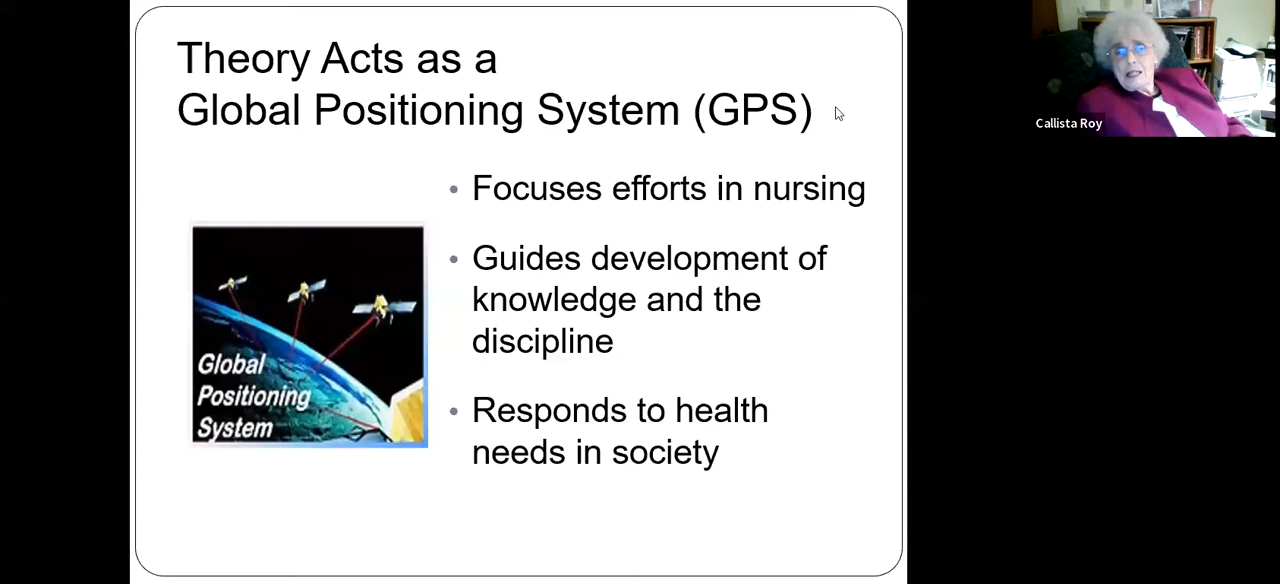 Theory Acts as a
Global Positioning System (GPS)
• Focuses efforts in nursing
• Guides development of
knowledge and the
discipline
• Responds to health
needs in society
Global
Positioning
System
Callista Roy